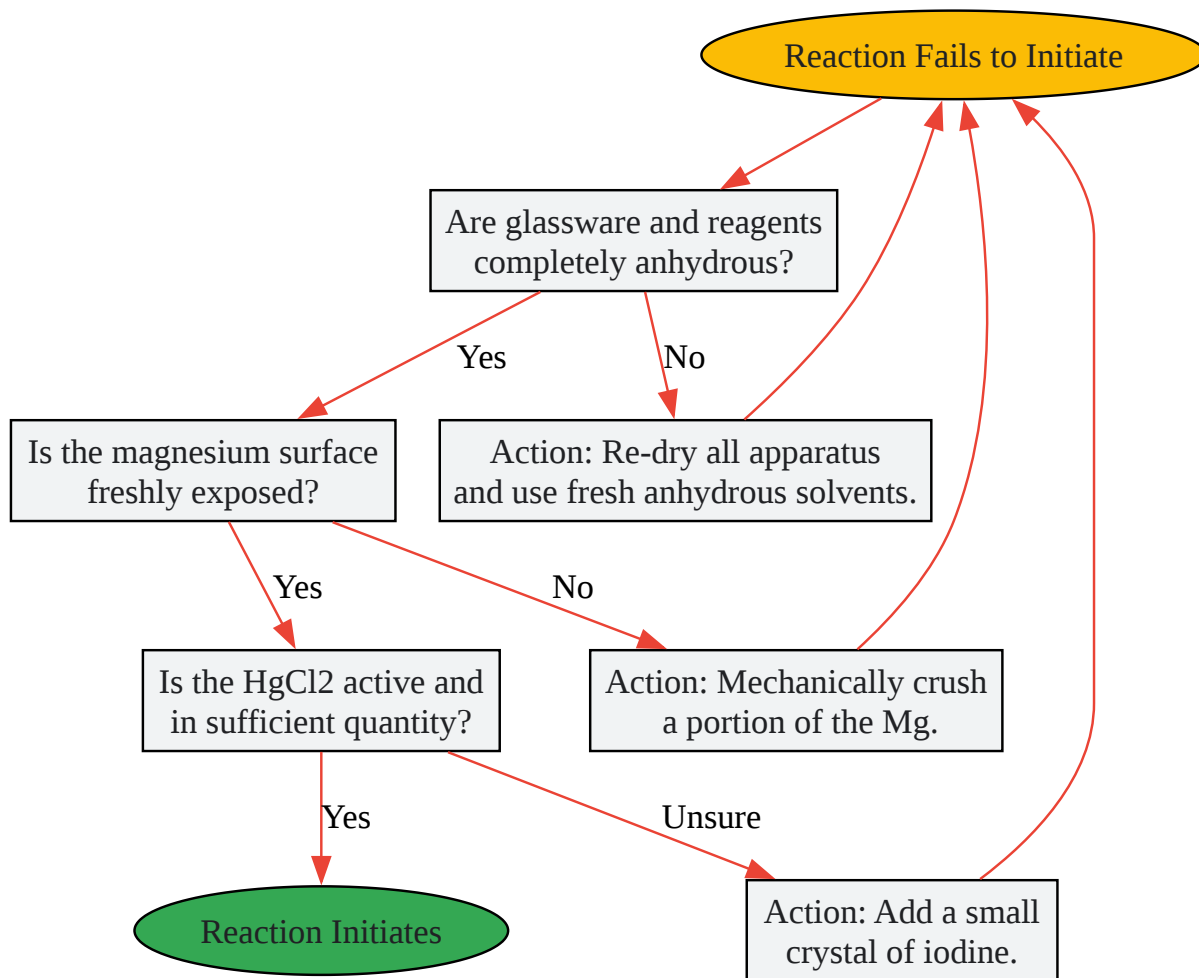 Reaction Fails to Initiate
Are glassware and reagents
completely anhydrous?
Yes
No
Is the magnesium surface
freshly exposed?
Action: Re-dry all apparatus
and use fresh anhydrous solvents.
Yes
No
Is the HgCl2 active and
in sufficient quantity?
Action: Mechanically crush
a portion of the Mg.
Yes
Unsure
Reaction Initiates
Action: Add a small
crystal of iodine.